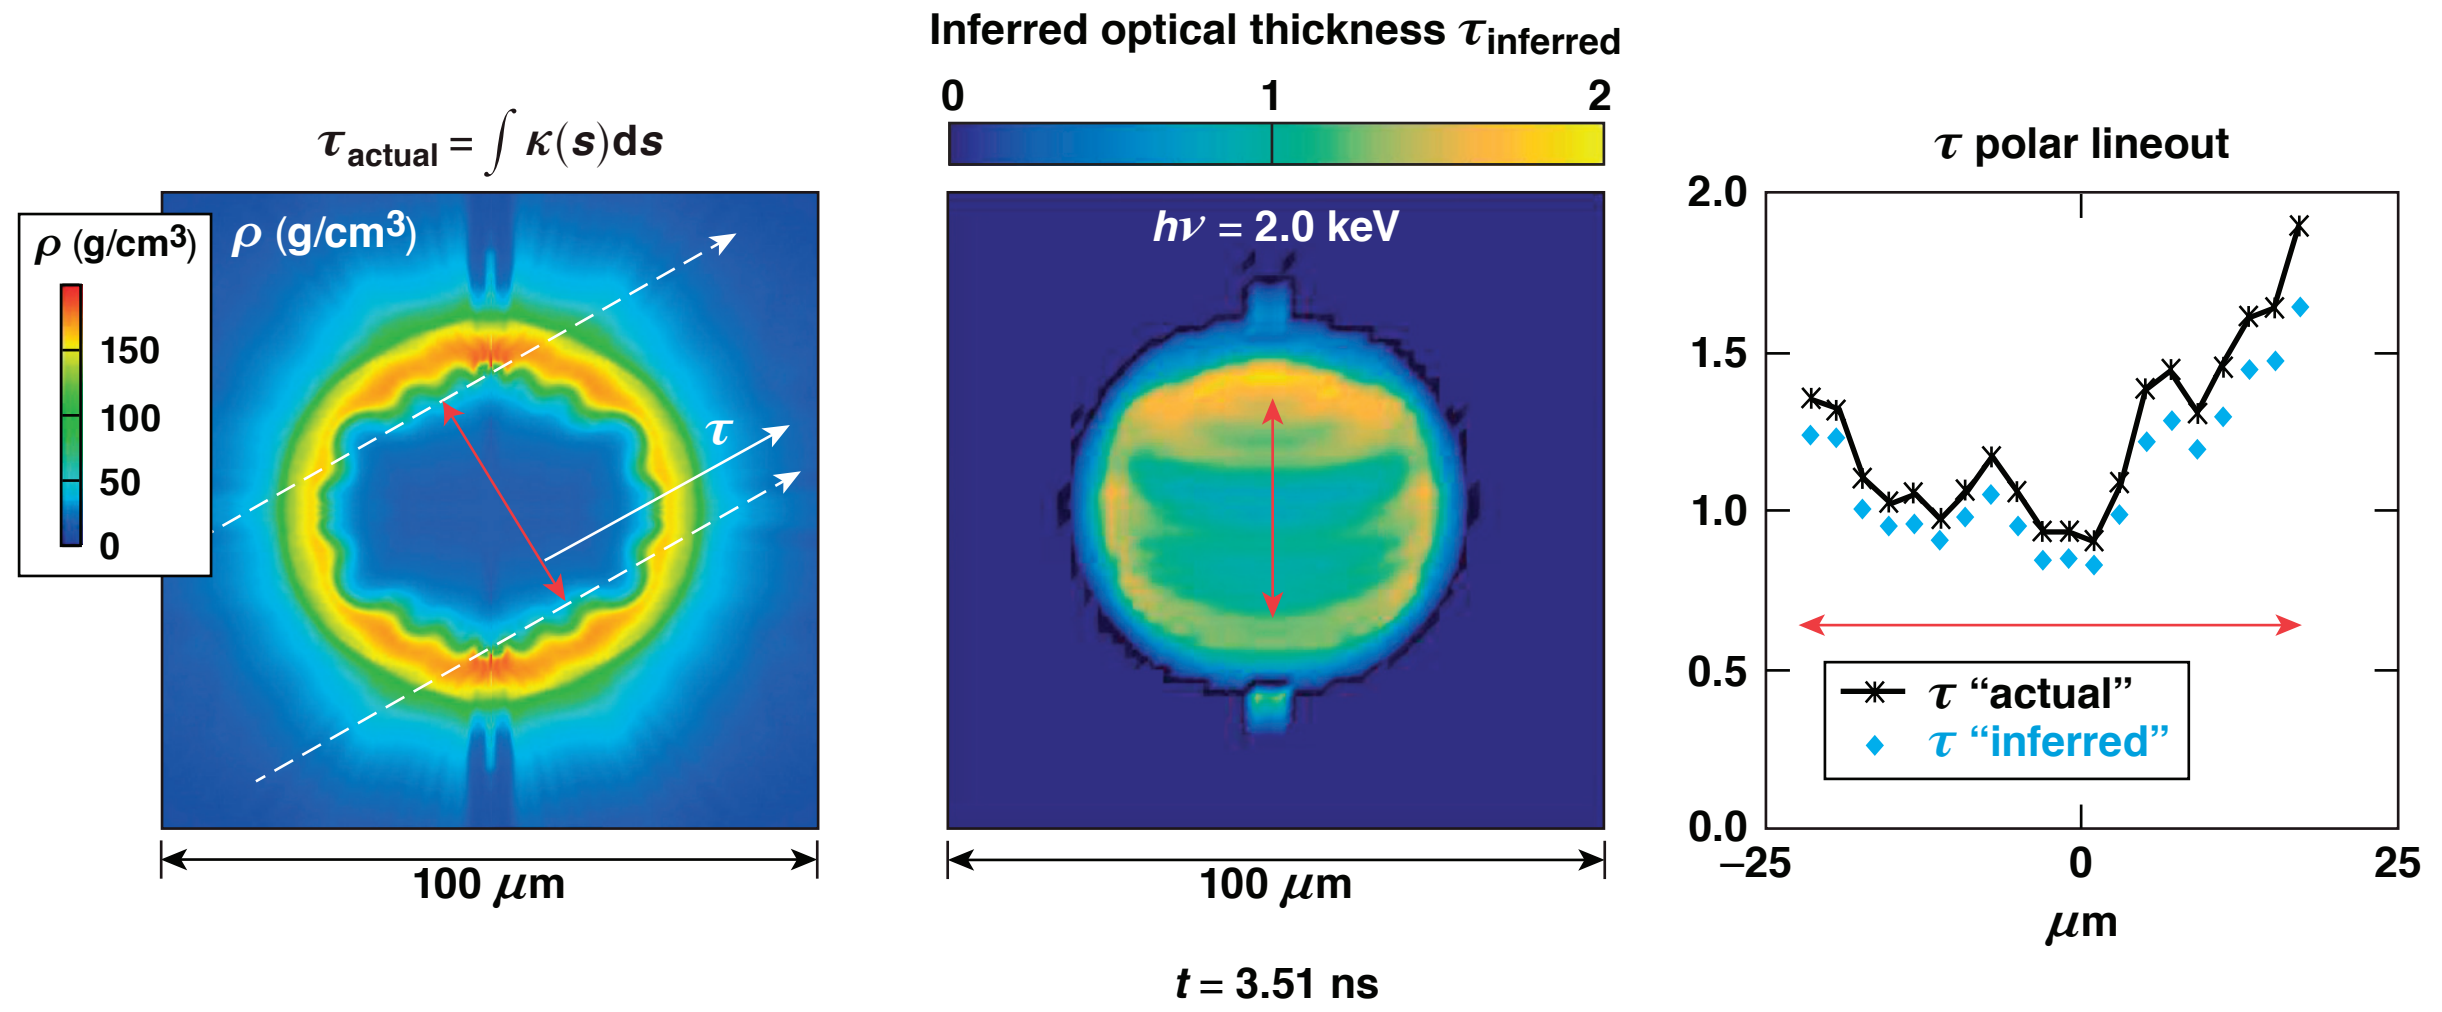 Inferred optical thickness τinferred
0 1 2
τactual = ∫ κ(s)ds
τ polar lineout
ρ (g/cm3)
150
100
50
0
ρ (g/cm3)
τ
100 μm
hν = 2.0 keV
100 μm
t = 3.51 ns
2.0
1.5
1.0
0.5
0.0
τ “actual”
τ “inferred”
–25 0 25
μm